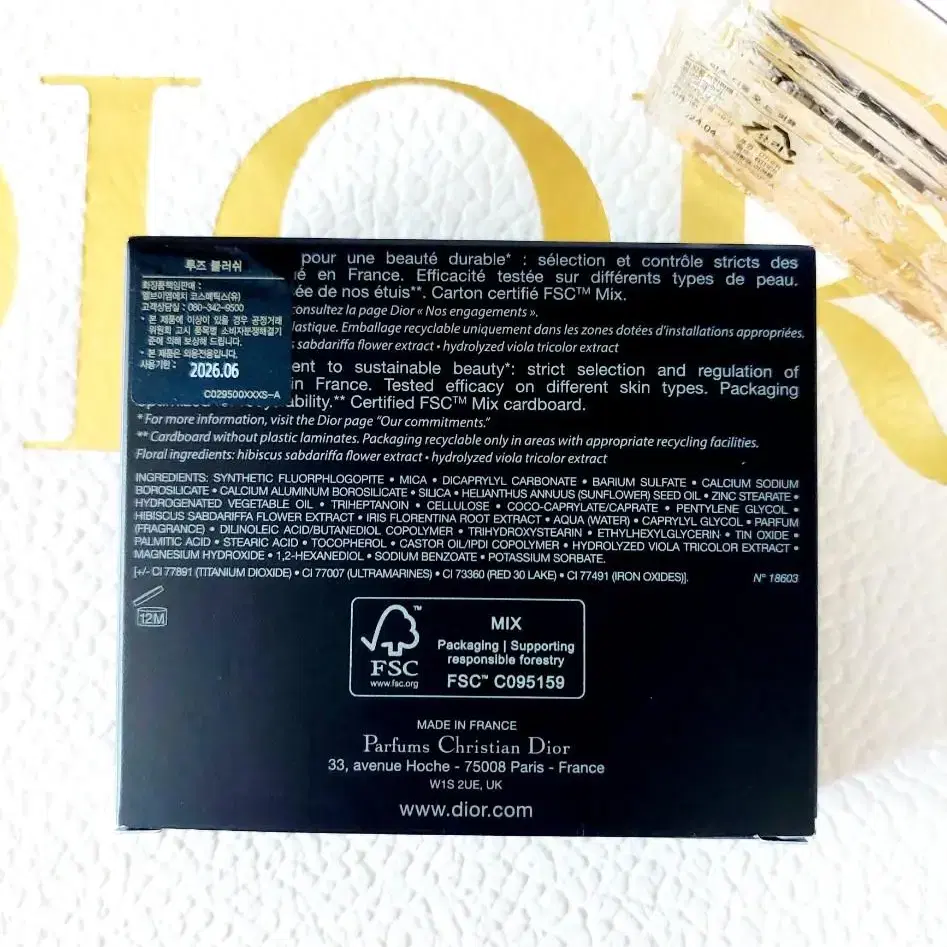 DIOR
루즈 블러쉬
화장품책임판매 :
엘브이엠에치 코스메틱스(유)
고객상담실 : 080-342-9500
• 본 제품에 이상이 있을 경우 공정거래
위원회 고시 품목별 소비자분쟁해결기
준에 의해 보상해 드립니다.
• 본 제품은 외용전용입니다.
사용기한 : 2026.06
C029500XXXS-A
pour une beauté durable* : sélection et contrôle stricts des
en France. Efficacité testée sur différents types de peau.
de nos étuis**. Carton certifié FSC™ Mix.
consultez la page Dior « Nos engagements ».
plastique. Emballage recyclable uniquement dans les zones dotées d'installations appropriées.
sabdariffa flower extract • hydrolyzed viola tricolor extract
to sustainable beauty*: strict selection and regulation of
in France. Tested efficacy on different skin types. Packaging
Certified FSC™ Mix cardboard.
* For more information, visit the Dior page "Our commitments."
** Cardboard without plastic laminates. Packaging recyclable only in areas with appropriate recycling facilities.
Floral ingredients: hibiscus sabdariffa flower extract • hydrolyzed viola tricolor extract
INGREDIENTS: SYNTHETIC FLUORPHLOGOPITE • MICA • DICAPRYLYL CARBONATE • BARIUM SULFATE • CALCIUM SODIUM
BOROSILICATE • CALCIUM ALUMINUM BOROSILICATE • SILICA • HELIANTHUS ANNUUS (SUNFLOWER) SEED OIL • ZINC STEARATE •
HYDROGENATED VEGETABLE OIL • TRIHEPTANOIN • CELLULOSE • COCO-CAPRYLATE/CAPRATE • PENTYLENE GLYCOL •
HIBISCUS SABDARIFFA FLOWER EXTRACT • IRIS FLORENTINA ROOT EXTRACT • AQUA (WATER) • CAPRYLYL GLYCOL • PARFUM
(FRAGRANCE) • DILINOLEIC ACID/BUTANEDIOL COPOLYMER • TRIHYDROXYSTEARIN • ETHYLHEXYLGLYCERIN • TIN OXIDE •
PALMITIC ACID • STEARIC ACID • TOCOPHEROL • CASTOR OIL/IPDI COPOLYMER • HYDROLYZED VIOLA TRICOLOR EXTRACT •
MAGNESIUM HYDROXIDE • 1,2-HEXANEDIOL • SODIUM BENZOATE • POTASSIUM SORBATE.
[+/- CI 77891 (TITANIUM DIOXIDE) • CI 77007 (ULTRAMARINES) • CI 73360 (RED 30 LAKE) • CI 77491 (IRON OXIDES)]. N° 18603
12M
FSC™
www.fsc.org
MIX
Packaging | Supporting
responsible forestry
FSC™ C095159
MADE IN FRANCE
Parfums Christian Dior
33, avenue Hoche - 75008 Paris - France
W1S 2UE, UK
www.dior.com